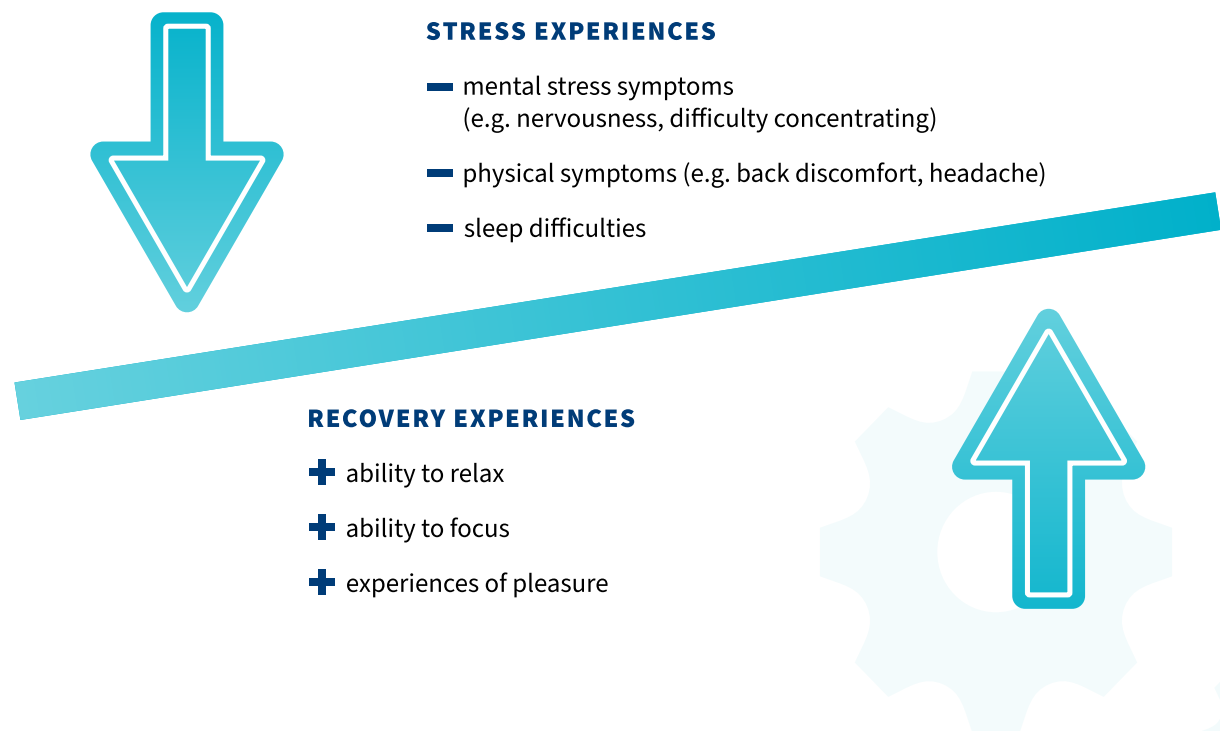 STRESS EXPERIENCES
mental stress symptoms
(e.g. nervousness, difficulty concentrating)
physical symptoms (e.g. back discomfort, headache)
sleep difficulties
RECOVERY EXPERIENCES
ability to relax
ability to focus
experiences of pleasure